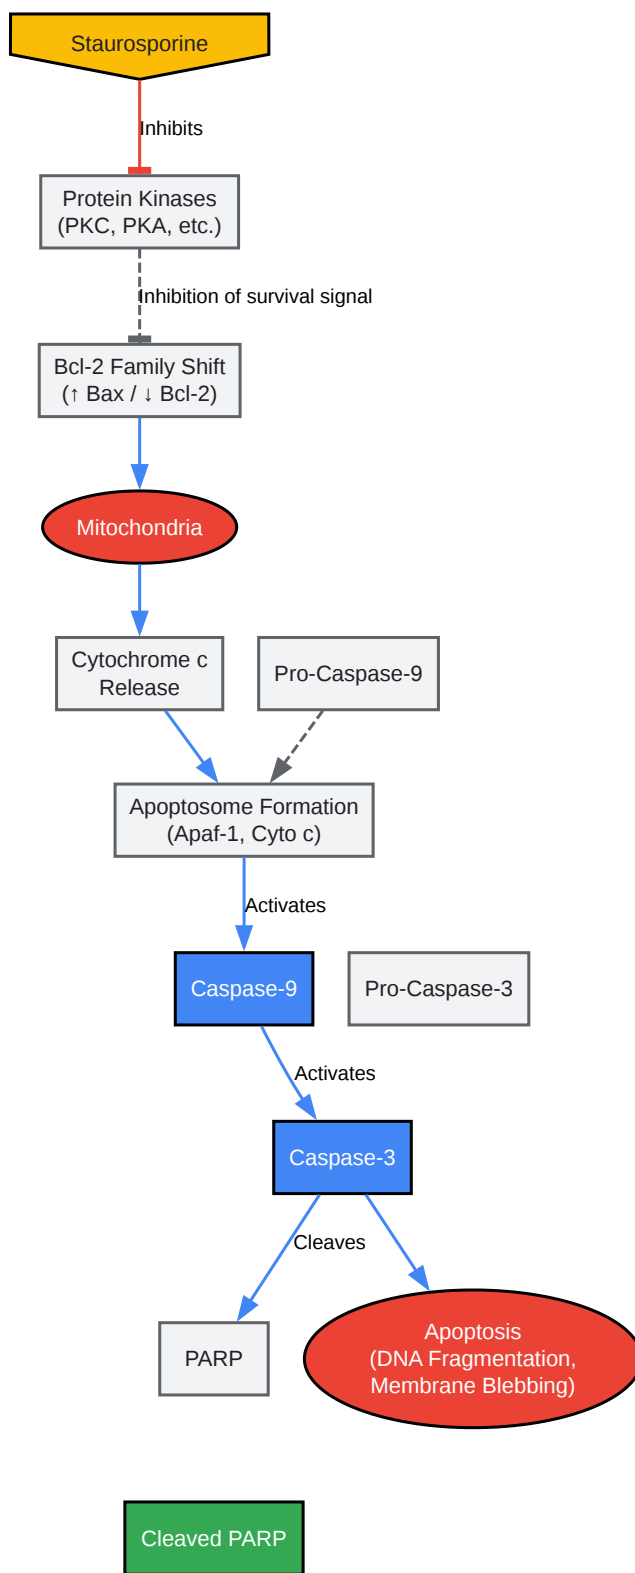 Staurosporine
Inhibits
Protein Kinases
(PKC, PKA, etc.)
Inhibition of survival signal
Bcl-2 Family Shift
(↑ Bax / ↓ Bcl-2)
Mitochondria
Cytochrome c
Release
Pro-Caspase-9
Apoptosome Formation
(Apaf-1, Cyto c)
Activates
Caspase-9
Pro-Caspase-3
Activates
Caspase-3
Cleaves
PARP
Apoptosis
(DNA Fragmentation,
Membrane Blebbing)
Cleaved PARP